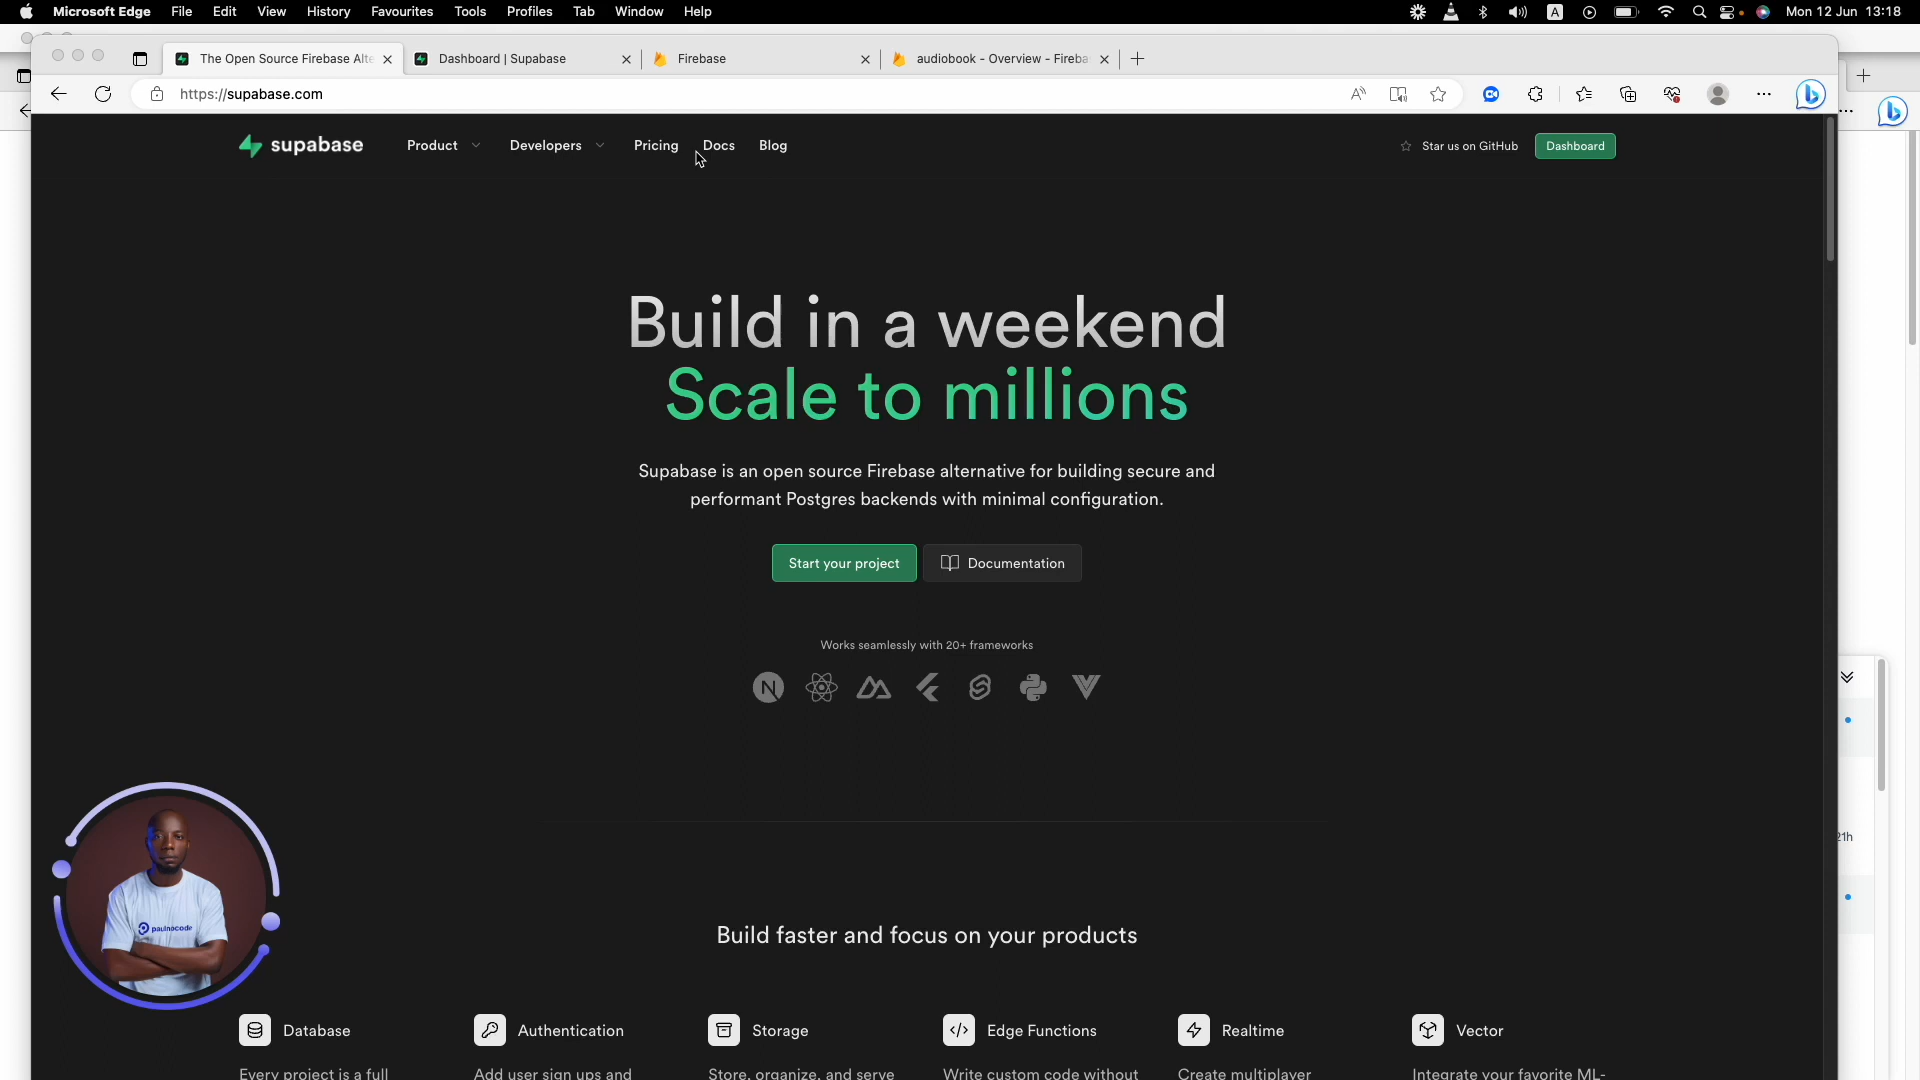 Microsoft Edge File Edit View History Favourites Tools Profiles Tab Window Help A Mon 12 Jun 13:18
The Open Source Firebase Alte Dashboard | Supabase Firebase audiobook - Overview - Fireba
https://supabase.com
supabase Product Developers Pricing Docs Blog Star us on GitHub Dashboard
Build in a weekend
Scale to millions
Supabase is an open source Firebase alternative for building secure and
performant Postgres backends with minimal configuration.
Start your project Documentation
Works seamlessly with 20+ frameworks
N
21h
paulnocode
Build faster and focus on your products
Database Authentication Storage Edge Functions Realtime Vector
Every project is a full Add user sign ups and Store, organize, and serve Write custom code without Create multiplayer Integrate your favorite ML-